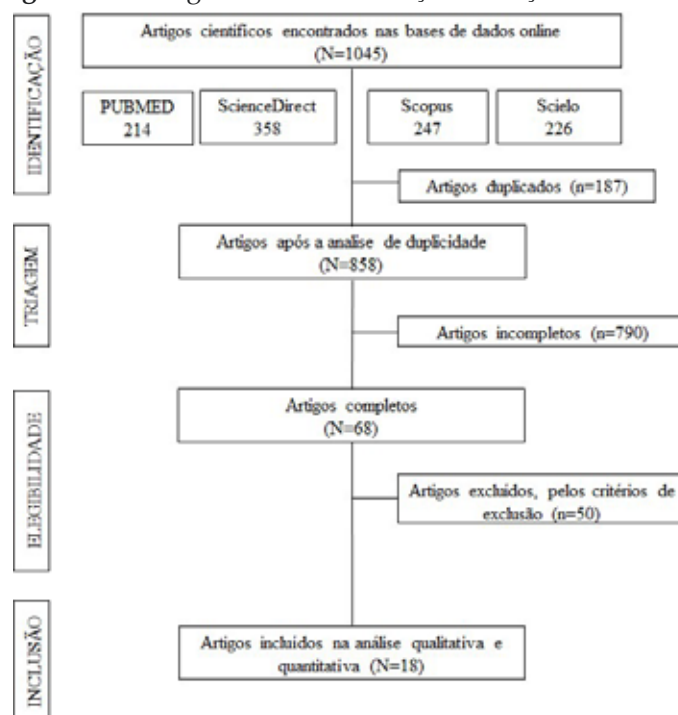 IDENTIFICAÇÃO
Artigos científicos encontrados nas bases de dados online
(N=1045)
PUBMED
214
ScienceDirect
358
Scopus
247
Scielo
226
Artigos duplicados (n=187)
TRIAGEM
Artigos após a analise de duplicidade
(N=858)
Artigos incompletos (n=790)
ELEGIBILIDADE
Artigos completos
(N=68)
Artigos excluídos, pelos critérios de
exclusão (n=50)
INCLUSÃO
Artigos incluídos na análise qualitativa e
quantitativa (N=18)